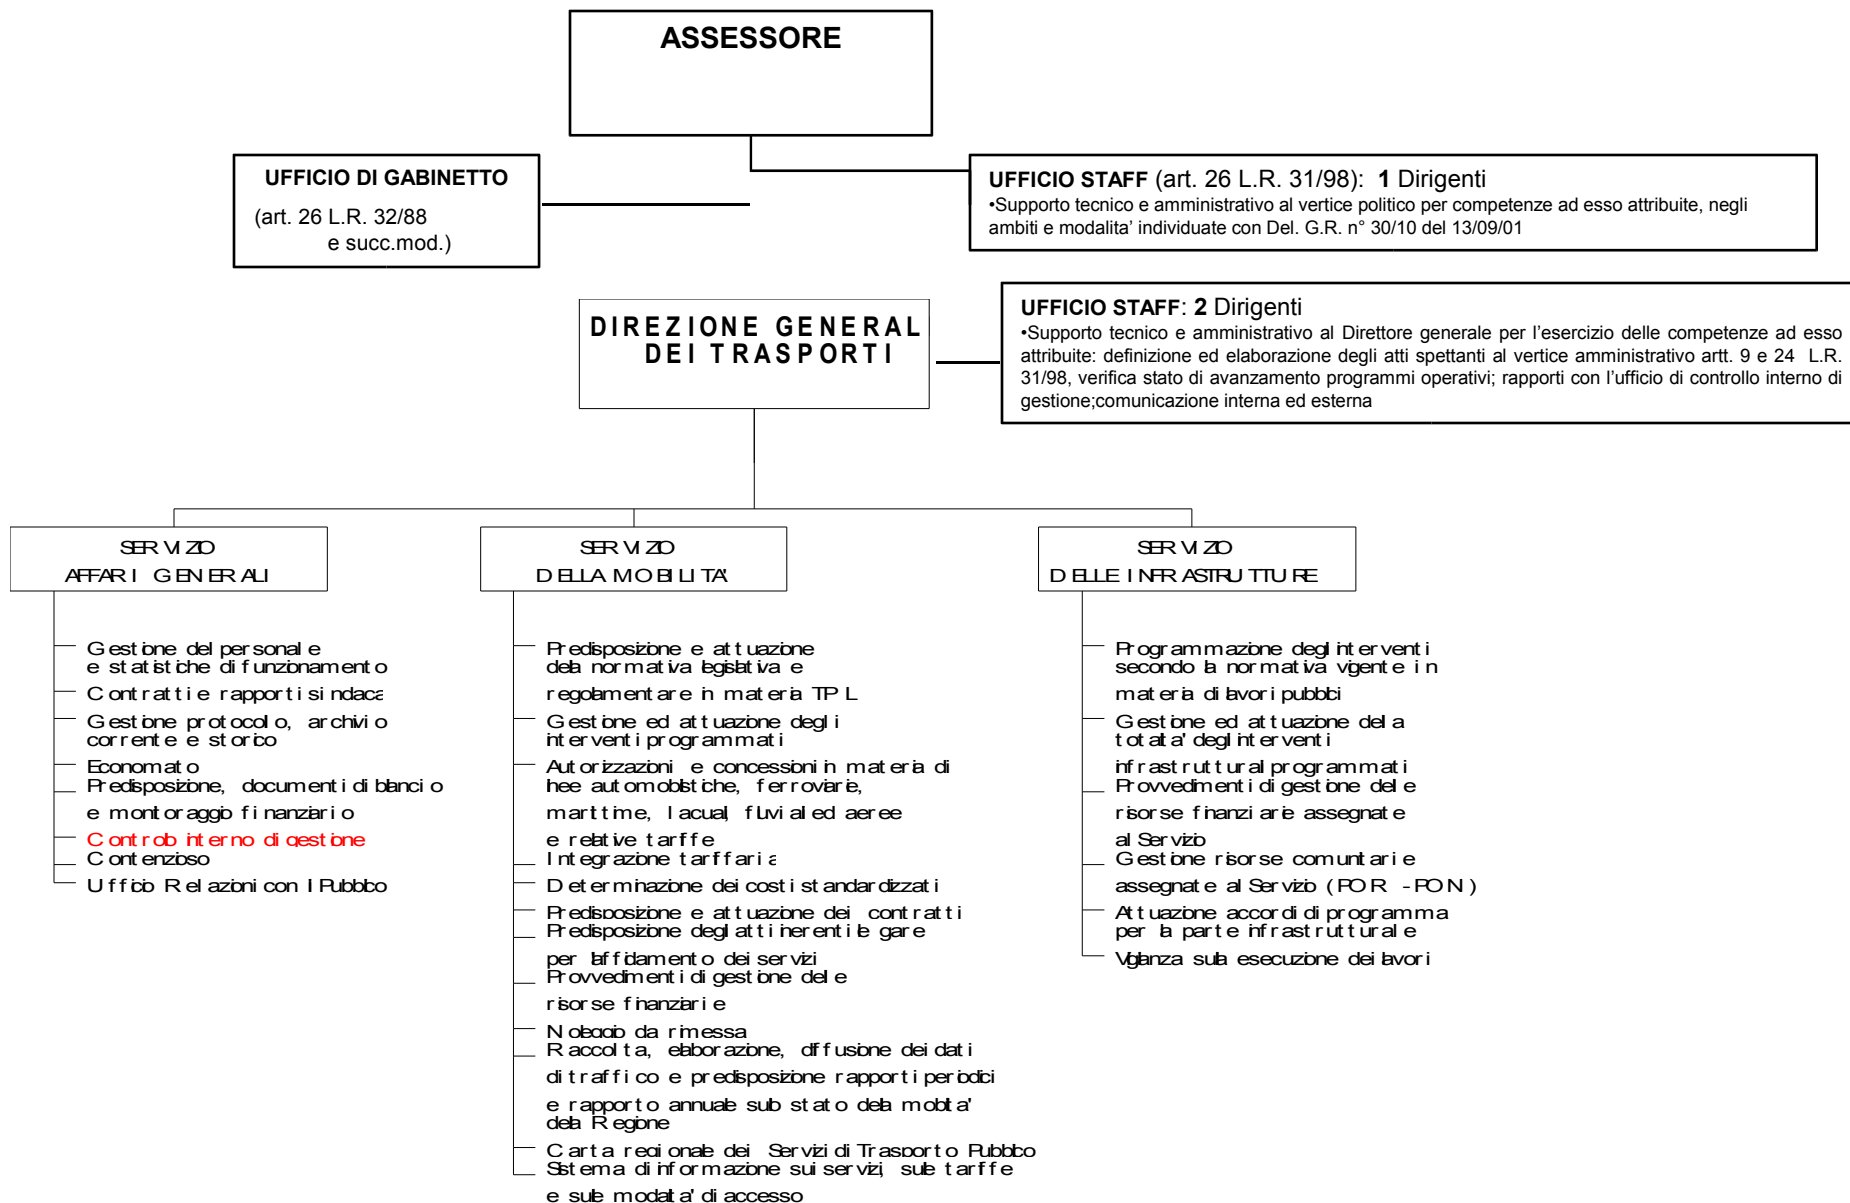 ASSESSORE
UFFICIO DI GABINETTO
(art. 26 L.R. 32/88
e succ.mod.)
UFFICIO STAFF (art. 26 L.R. 31/98): 1 Dirigenti
•Supporto tecnico e amministrativo al vertice politico per competenze ad esso attribuite, negli
ambiti e modalita’ individuate con Del. G.R. n° 30/10 del 13/09/01
DIREZIONE GENERAL
DEI TRASPORTI
UFFICIO STAFF: 2 Dirigenti
•Supporto tecnico e amministrativo al Direttore generale per l’esercizio delle competenze ad esso
attribuite: definizione ed elaborazione degli atti spettanti al vertice amministrativo artt. 9 e 24 L.R.
31/98, verifica stato di avanzamento programmi operativi; rapporti con l’ufficio di controllo interno di
gestione;comunicazione interna ed esterna
SERVIZIO
AFFARI GENERALI
Gestione del personale
e statistiche di funzionamento
Contratti e rapporti sindaca
Gestione protocollo, archivio
corrente e storico
Economato
Predisposizione, documenti di bilancio
e monitoraggio finanziario
Controllo interno di gestione
Contenzioso
Ufficio Relazioni con l Pubblico
SERVIZIO
DELLA MOBILITA'
Predisposizione e attuazione
della normativa legislativa e
regolamentare in materia TPL
Gestione ed attuazione degli
interventi programmati
Autorizzazioni e concessioni in materia di
linee automobilistiche, ferroviarie,
marittime, lacuali, fluviali ed aeree
e relative tariffe
Integrazione tariffaria
Determinazione dei costi standardizzati
Predisposizione e attuazione dei contratti
Predisposizione degli atti inerenti le gare
per l'affidamento dei servizi
Provvedimenti di gestione delle
risorse finanziarie
Noleggio da rimessa
Raccolta, elaborazione, diffusione dei dati
di traffico e predisposizione rapporti periodici
e rapporto annuale sullo stato della mobilita'
della Regione
Carta regionale dei Servizi di Trasporto Pubblico
Sistema di informazione sui servizi, sulle tariffe
e sulle modalita' di accesso
SERVIZIO
DELLE INFRASTRUTTURE
Programmazione degli interventi
secondo la normativa vigente in
materia di lavori pubblici
Gestione ed attuazione della
totalita' degli interventi
infrastrutturali programmati
Provvedimenti di gestione delle
risorse finanziarie assegnate
al Servizio
Gestione risorse comunitarie
assegnate al Servizio (POR -PON)
Attuazione accordi di programma
per la parte infrastrutturale
Vigilanza sulla esecuzione dei lavori